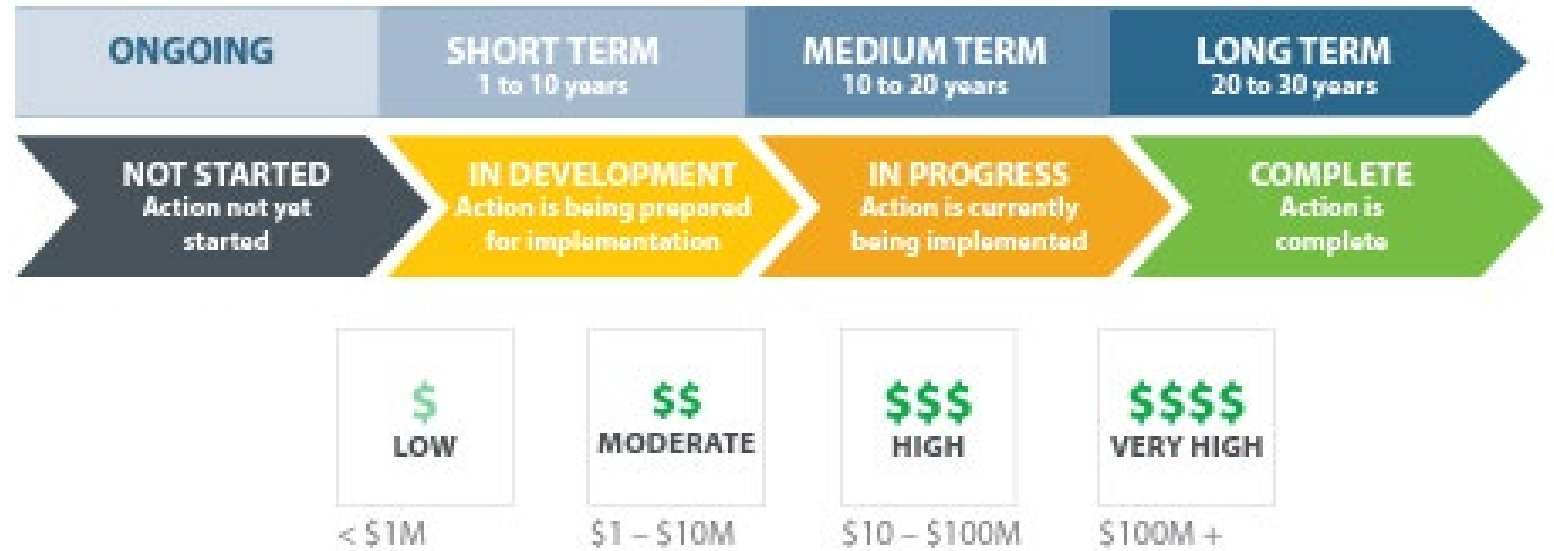 ONGOING
SHORT TERM
1 to 10 years
MEDIUM TERM
10 to 20 years
LONG TERM
20 to 30 years
NOT STARTED
Action not yet
started
IN DEVELOPMENT
Action is being prepared
for implementation
IN PROGRESS
Action is currently
being implemented
COMPLETE
Action is
complete
$
LOW
< $1M
$$
MODERATE
$1 – $10M
$$$
HIGH
$10 – $100M
$$$$
VERY HIGH
$100M +